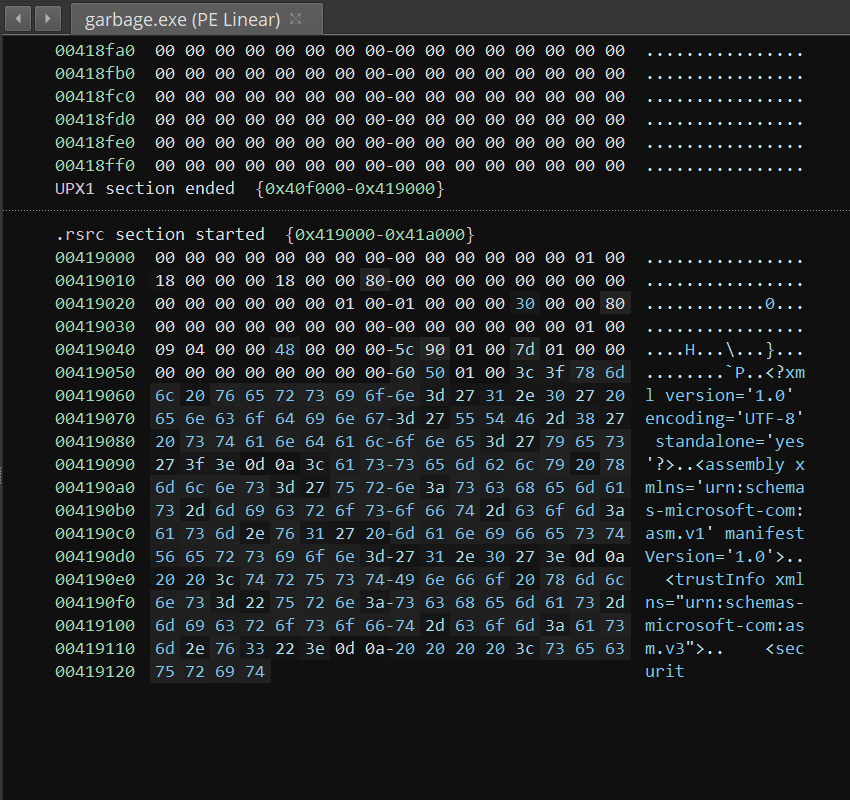 garbage.exe (PE Linear)
00418fa0 00 00 00 00 00 00 00 00-00 00 00 00 00 00 00 00 ................
00418fb0 00 00 00 00 00 00 00 00-00 00 00 00 00 00 00 00 ................
00418fc0 00 00 00 00 00 00 00 00-00 00 00 00 00 00 00 00 ................
00418fd0 00 00 00 00 00 00 00 00-00 00 00 00 00 00 00 00 ................
00418fe0 00 00 00 00 00 00 00 00-00 00 00 00 00 00 00 00 ................
00418ff0 00 00 00 00 00 00 00 00-00 00 00 00 00 00 00 00 ................
UPX1 section ended {0x40f000-0x419000}
.rsrc section started {0x419000-0x41a000}
00419000 00 00 00 00 00 00 00 00-00 00 00 00 00 00 01 00 ................
00419010 18 00 00 00 18 00 00 80-00 00 00 00 00 00 00 00 ................
00419020 00 00 00 00 00 00 01 00-01 00 00 00 30 00 00 80 ............0...
00419030 00 00 00 00 00 00 00 00-00 00 00 00 00 00 01 00 ................
00419040 09 04 00 00 48 00 00 00-5c 90 01 00 7d 01 00 00 ....H...\...}...
00419050 00 00 00 00 00 00 00 00-60 50 01 00 3c 3f 78 6d ........`P..<?xm
00419060 6c 20 76 65 72 73 69 6f-6e 3d 27 31 2e 30 27 20 l version='1.0'
00419070 65 6e 63 6f 64 69 6e 67-3d 27 55 54 46 2d 38 27 encoding='UTF-8'
00419080 20 73 74 61 6e 64 61 6c-6f 6e 65 3d 27 79 65 73 standalone='yes
00419090 27 3f 3e 0d 0a 3c 61 73-73 65 6d 62 6c 79 20 78 '?>..<assembly x
004190a0 6d 6c 6e 73 3d 27 75 72-6e 3a 73 63 68 65 6d 61 mlns='urn:schema
004190b0 73 2d 6d 69 63 72 6f 73-6f 66 74 2d 63 6f 6d 3a s-microsoft-com:
004190c0 61 73 6d 2e 76 31 27 20-6d 61 6e 69 66 65 73 74 asm.v1' manifest
004190d0 56 65 72 73 69 6f 6e 3d-27 31 2e 30 27 3e 0d 0a Version='1.0'>..
004190e0 20 20 3c 74 72 75 73 74-49 6e 66 6f 20 78 6d 6c <trustInfo xml
004190f0 6e 73 3d 22 75 72 6e 3a-73 63 68 65 6d 61 73 2d ns="urn:schemas-
00419100 6d 69 63 72 6f 73 6f 66-74 2d 63 6f 6d 3a 61 73 microsoft-com:as
00419110 6d 2e 76 33 22 3e 0d 0a-20 20 20 20 3c 73 65 63 m.v3">.. <sec
00419120 75 72 69 74 urit